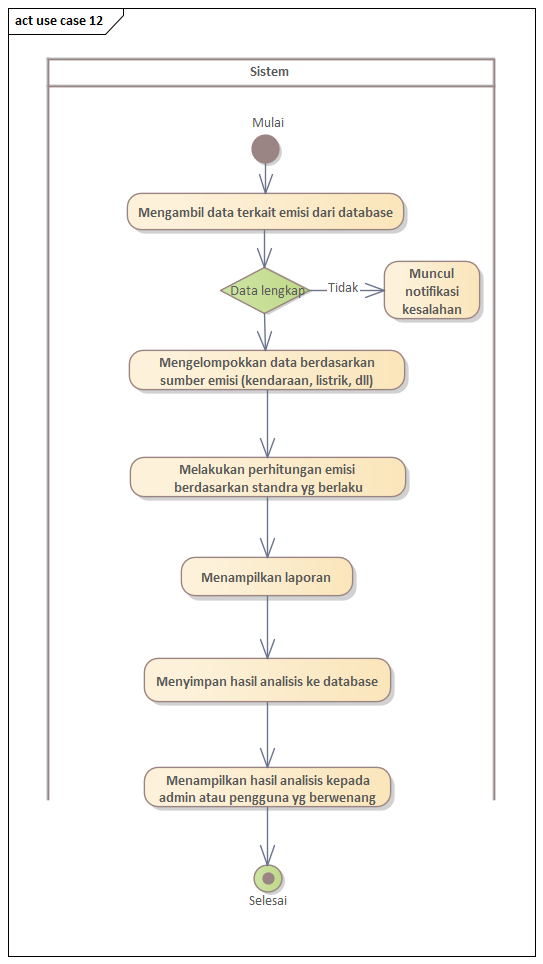 act use case 12
Sistem
Mulai
Mengambil data terkait emisi dari database
Data lengkap
Tidak
Muncul
notifikasi
kesalahan
Mengelompokkan data berdasarkan
sumber emisi (kendaraan, listrik, dll)
Melakukan perhitungan emisi
berdasarkan standra yg berlaku
Menampilkan laporan
Menyimpan hasil analisis ke database
Menampilkan hasil analisis kepada
admin atau pengguna yg berwenang
Selesai